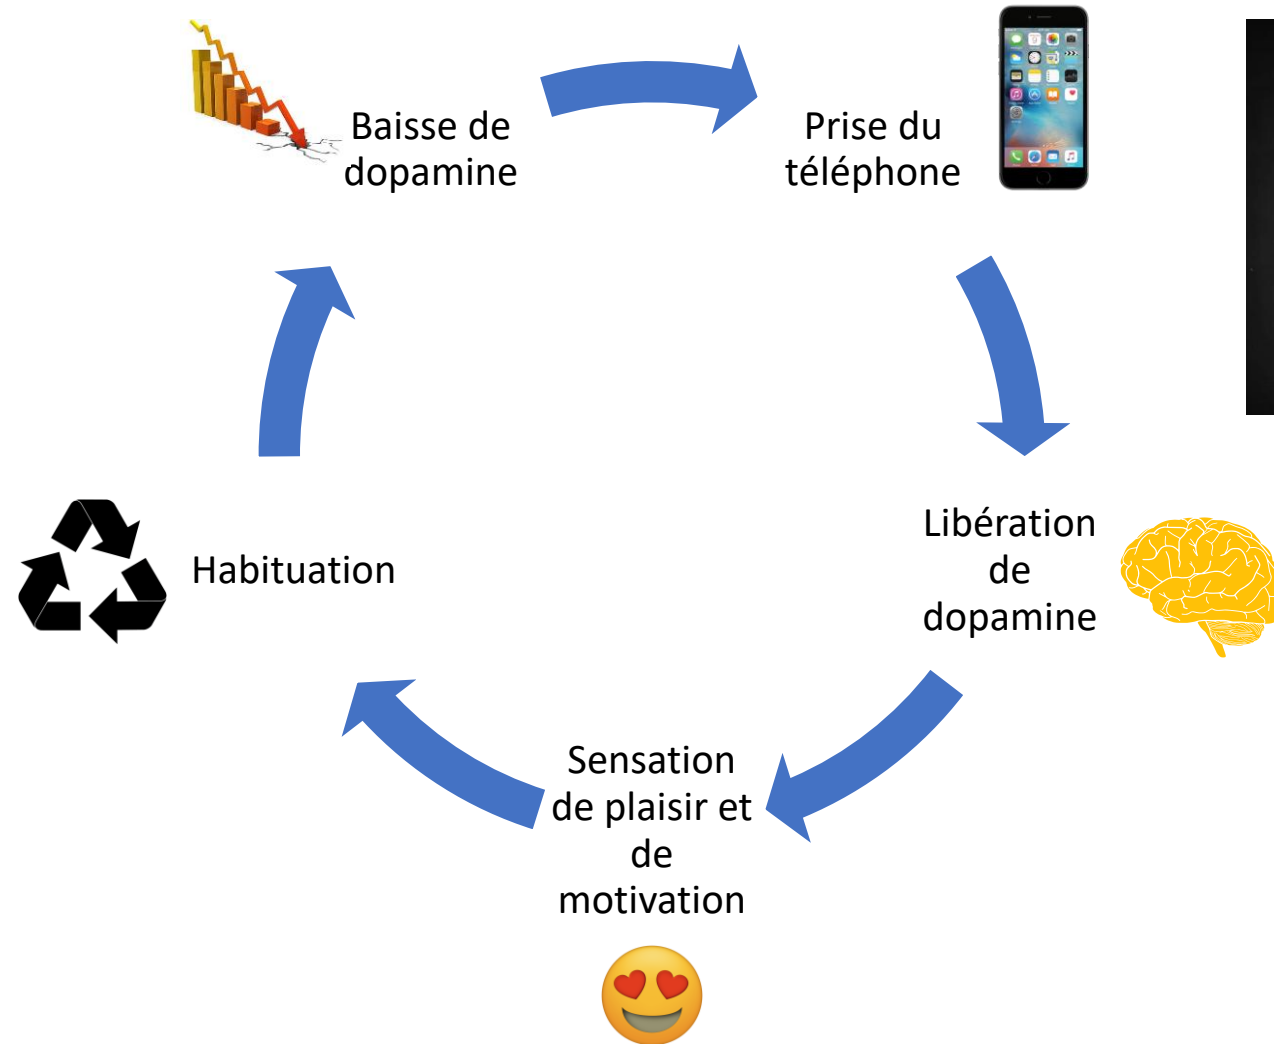 Baisse de
dopamine
Prise du
téléphone
Libération
de
dopamine
Sensation
de plaisir et
de
motivation
Habituation